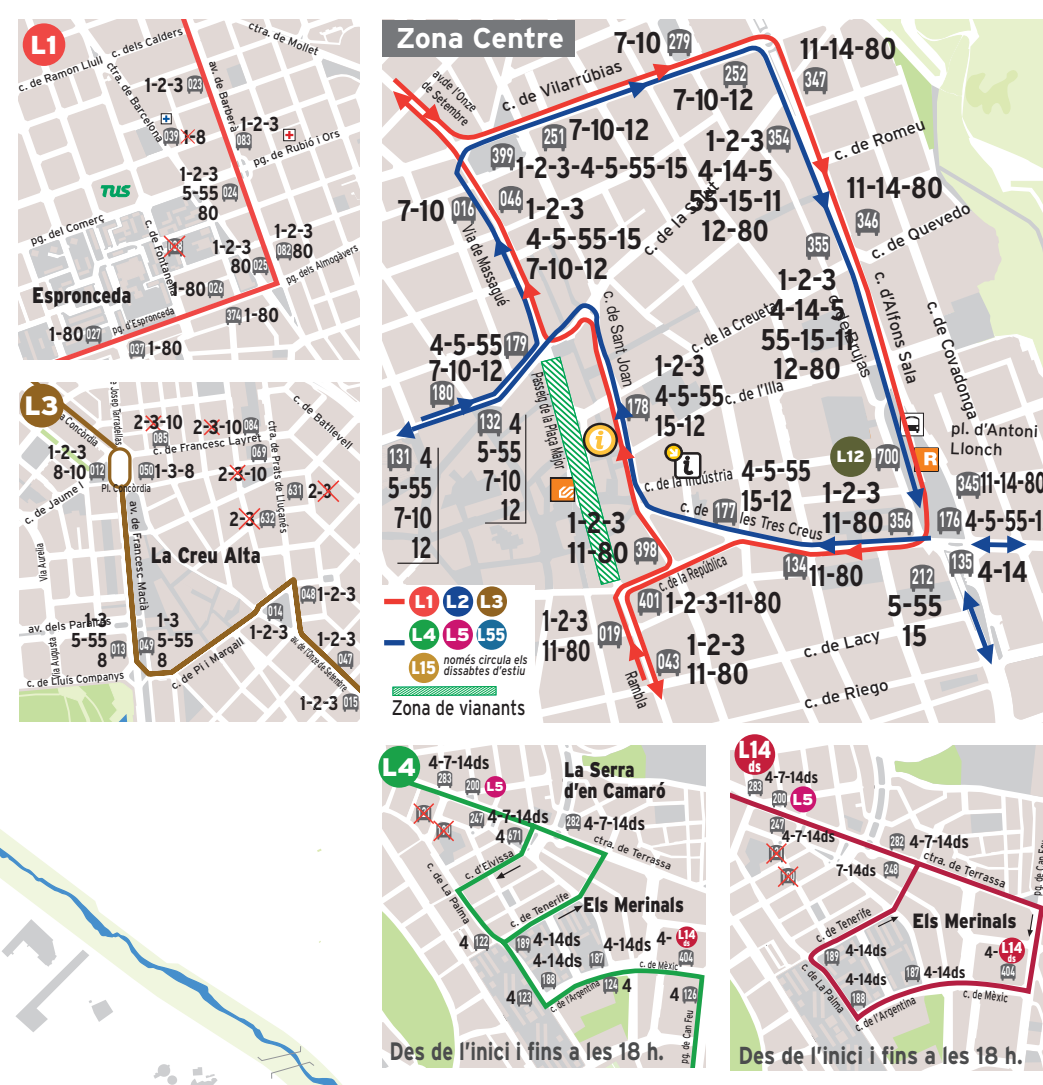 L1
c. dels Calders
ctra. de Mollet
c. de Ramon Llull
ctra. de Barcelona
av. de Barberà
1-2-3 023
039 1-8
1-2-3
083
pg. de Rubió i Ors
TUS
1-2-3
5-55 024
80
pg. del Comerç
c. de Fontanella
1-2-3
80 025
1-2-3
082 80
pg. dels Almogàvers
Espronceda
1-80 026
374 1-80
pg. d'Espronceda
1-80 027
037 1-80
Zona Centre
7-10 279
11-14-80
347
av.de l'Onze
de Setembre
c. de Vilarrúbias
252
7-10-12
251 7-10-12
399 1-2-3-4-5-55-15
1-2-3 354
4-14-5
55-15-11
12-80
c. de Romeu
11-14-80
346
c. de Quevedo
7-10 016
046 1-2-3
4-5-55-15
7-10-12
Via de Massagué
355
1-2-3
4-14-5
55-15-11
12-80
c. d'Alfons Sala
c. de Covadonga
c. de Sant Joan
c. de la Creueta
c. de l'Illa
4-5-55 179
7-10-12
180
Passeig de la Plaça Major
178
1-2-3
4-5-55
15-12
132 4
5-55
7-10
12
131 4
5-55
7-10
12
i
i
c. de la Indústria
L12 700
R
pl. d'Antoni
Llonch
4-5-55
15-12
177
c. de les Tres Creus
1-2-3
11-80 356
345 11-14-80
176 4-5-55-1
135
4-14
1-2-3
11-80 398
134 11-80
c. de la República
212
5-55
15
401 1-2-3-11-80
1-2-3
11-80 019
043 1-2-3
11-80
Rambla
c. de Lacy
c. de Riego
L1 L2 L3
L4 L5 L55
L15 només circula els
dissabtes d'estiu
Zona de vianants
L3
a Concòrdia
Josep Tarradellas
2-3-10
085
2-3-10 084
c. de Francesc Layret
069
2-3-10
c. de Batllevell
ctra. de Prats de Lluçanès
1-2-3
8-10 012
050 1-3-8
Pl. Concòrdia
c. de Jaume I
631 2-3
2-3 632
av. de Francesc Macià
Via Aurelia
La Creu Alta
048 1-2-3
014
1-2-3
1-2-3
047
av. de l'Onze de Setembre
1-2-3 015
1-3
5-55 013
8
1-3
049 5-55
8
Via Augusta
c. de Lluís Companys
c. de Pi i Margall
L4
4-7-14ds
283
200 L5
La Serra
d'en Camaró
247 4-7-14ds
4 671
282 4-7-14ds
ctra. de Terrassa
c. d'Eivissa
c. de La Palma
c. de Tenerife
Els Merinals
4 122
189 4-14ds
4-14ds
188
4-14ds
187
4- L14
ds
404
c. de Mèxic
4 123
c. de l'Argentina
124 4
4 126
pg. de Can Feu
Des de l'inici i fins a les 18 h.
L14
ds
4-7-14ds
283
200 L5
247
4-7-14ds
282 4-7-14ds
ctra. de Terrassa
7-14ds 248
pg. de Can Feu
c. de Tenerife
Els Merinals
189 4-14ds
4-14ds
188
187 4-14ds
4- L14
ds
404
c. de La Palma
c. de l'Argentina
c. de Mèxic
Des de l'inici i fins a les 18 h.